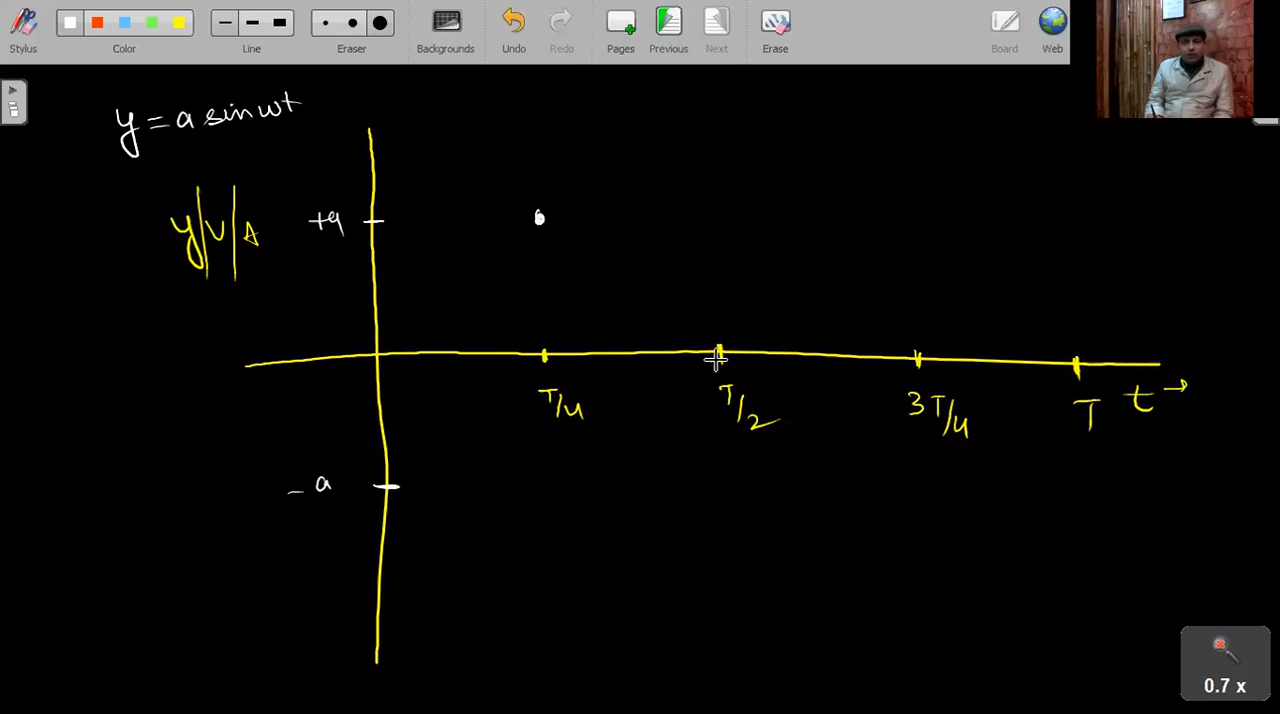 Stylus
Color
Line
Eraser
Backgrounds
Undo
Redo
Pages
Previous
Next
Erase
Board
Web
y = a sin ωt
y | V | A
+a
T/4
T/2
3T/4
T
t →
- a
0.7 x